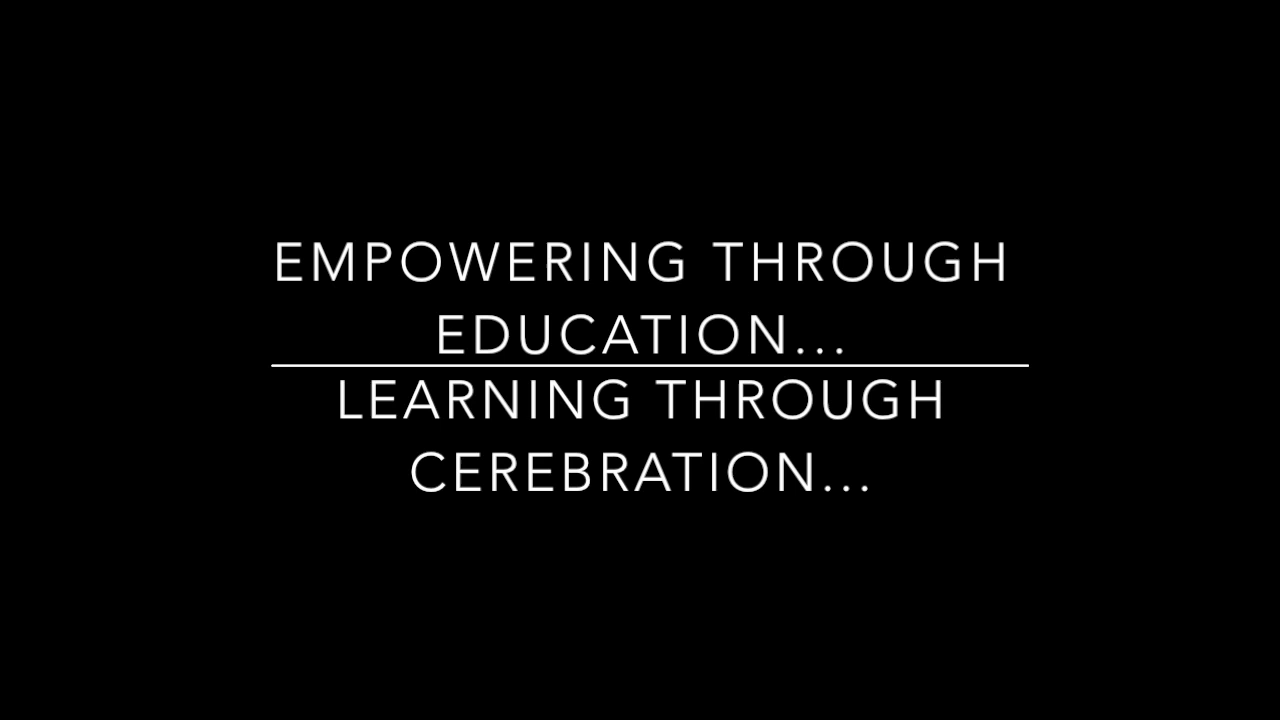 EMPOWERING THROUGH
EDUCATION...
LEARNING THROUGH
CEREBRATION...